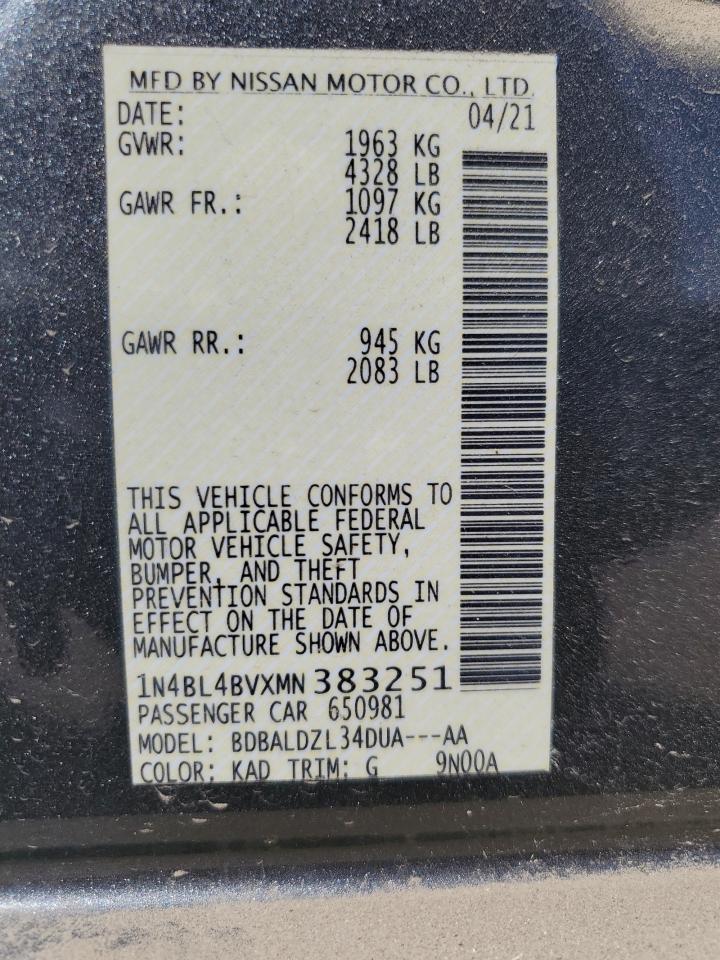 MFD BY NISSAN MOTOR CO., LTD.
DATE: 04/21
GVWR: 1963 KG
4328 LB
GAWR FR.: 1097 KG
2418 LB
GAWR RR.: 945 KG
2083 LB
THIS VEHICLE CONFORMS TO
ALL APPLICABLE FEDERAL
MOTOR VEHICLE SAFETY,
BUMPER, AND THEFT
PREVENTION STANDARDS IN
EFFECT ON THE DATE OF
MANUFACTURE SHOWN ABOVE.
1N4BL4BVXMN383251
PASSENGER CAR 650981
MODEL: BDBALDZL34DUA---AA
COLOR: KAD TRIM: G 9N00A